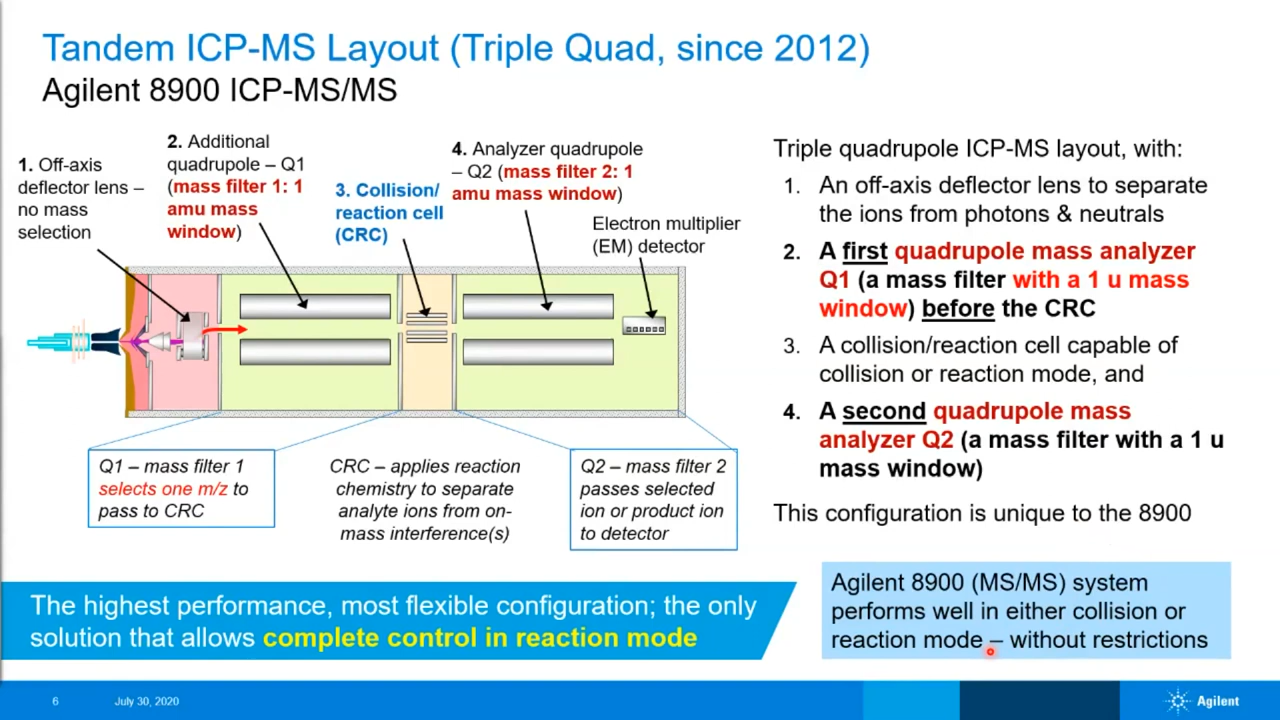 Tandem ICP-MS Layout (Triple Quad, since 2012)
Agilent 8900 ICP-MS/MS
1. Off-axis
deflector lens –
no mass
selection
2. Additional
quadrupole – Q1
(mass filter 1: 1
amu mass
window)
3. Collision/
reaction cell
(CRC)
4. Analyzer quadrupole
– Q2 (mass filter 2: 1
amu mass window)
Electron multiplier
(EM) detector
Q1 – mass filter 1
selects one m/z to
pass to CRC
CRC – applies reaction
chemistry to separate
analyte ions from on-
mass interference(s)
Q2 – mass filter 2
passes selected
ion or product ion
to detector
Triple quadrupole ICP-MS layout, with:
1. An off-axis deflector lens to separate
the ions from photons & neutrals
2. A first quadrupole mass analyzer
Q1 (a mass filter with a 1 u mass
window) before the CRC
3. A collision/reaction cell capable of
collision or reaction mode, and
4. A second quadrupole mass
analyzer Q2 (a mass filter with a 1 u
mass window)
This configuration is unique to the 8900
The highest performance, most flexible configuration; the only
solution that allows complete control in reaction mode
Agilent 8900 (MS/MS) system
performs well in either collision or
reaction mode – without restrictions
6
July 30, 2020
Agilent